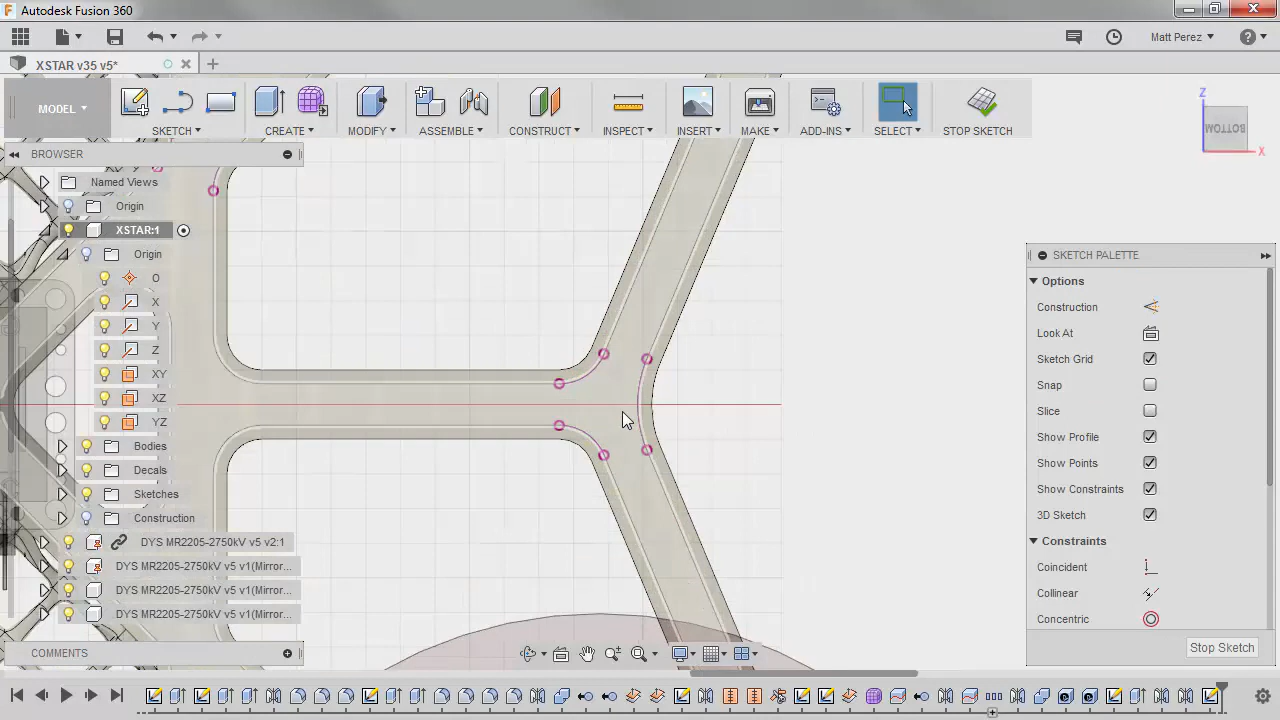 Autodesk Fusion 360
Matt Perez
XSTAR v35 v5*
MODEL
SKETCH
CREATE
MODIFY
ASSEMBLE
CONSTRUCT
INSPECT
INSERT
MAKE
ADD-INS
SELECT
STOP SKETCH
Z
BOTTOM
X
BROWSER
Named Views
Origin
XSTAR:1
Origin
O
X
Y
Z
XY
XZ
YZ
Bodies
Decals
Sketches
Construction
DYS MR2205-2750kV v5 v2:1
DYS MR2205-2750kV v5 v1(Mirror...
DYS MR2205-2750kV v5 v1(Mirror...
DYS MR2205-2750kV v5 v1(Mirror...
COMMENTS
SKETCH PALETTE
Options
Construction
Look At
Sketch Grid
Snap
Slice
Show Profile
Show Points
Show Constraints
3D Sketch
Constraints
Coincident
Collinear
Concentric
Stop Sketch